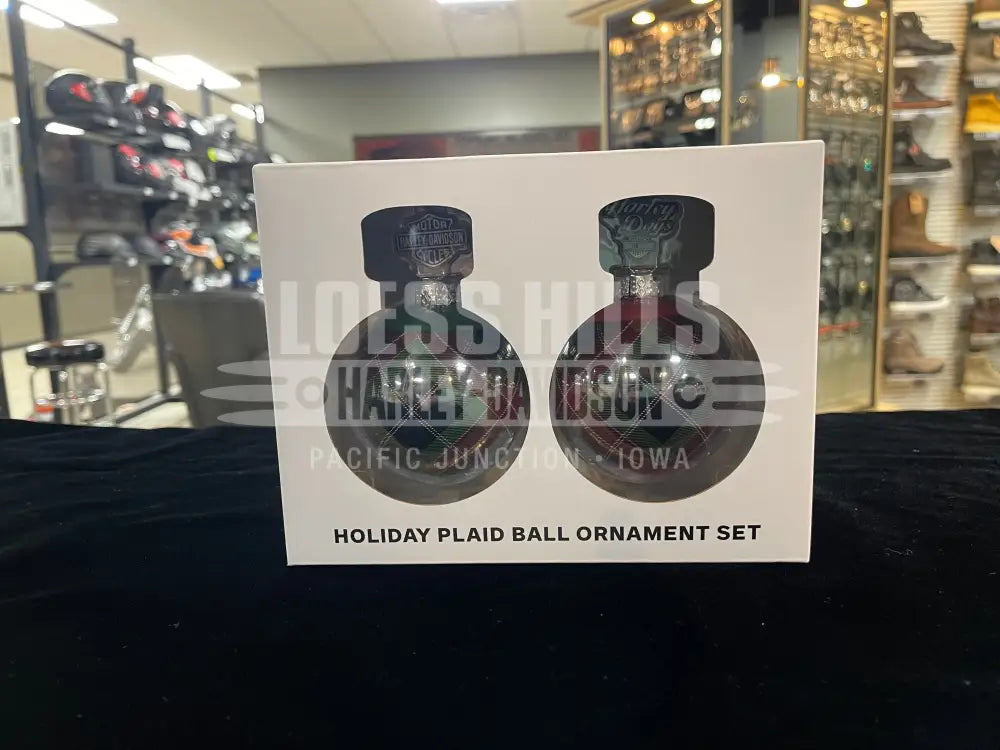 MOTOR
HARLEY-DAVIDSON
CYCLES
Harley
Days
LOESS HILLS
HARLEY-DAVIDSON
PACIFIC JUNCTION • IOWA
HOLIDAY PLAID BALL ORNAMENT SET